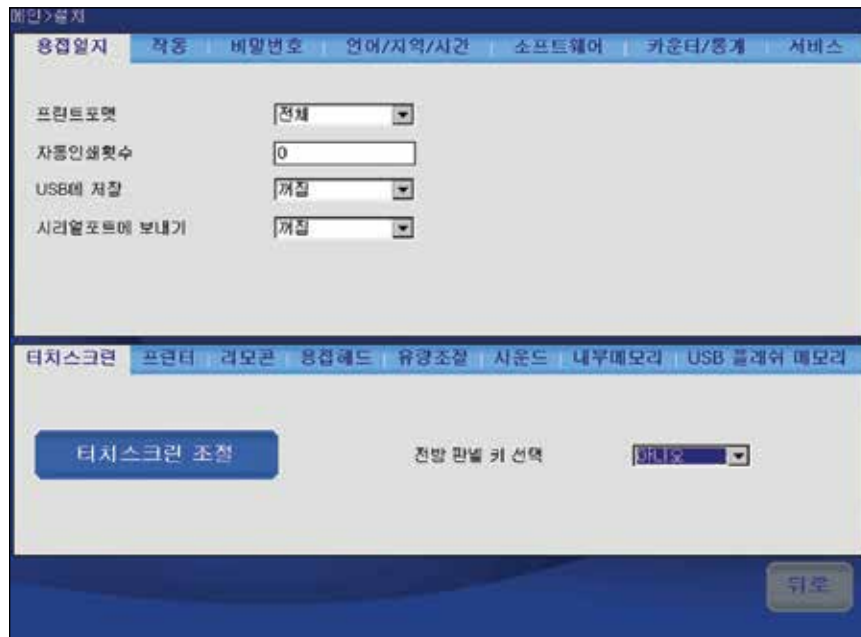 메인>설치
용접일지 작동 비밀번호 언어/지역/시간 소프트웨어 카운터/통계 서비스
프린트포맷 전체
자동인쇄횟수 0
USB에 저장 꺼짐
시리얼포트에 보내기 꺼짐
터치스크린 프린터 리모콘 용접헤드 유량조절 사운드 내부메모리 USB 플래쉬 메모리
티치스크린 조절 전방 판넬 키 선택 아니오
뒤로